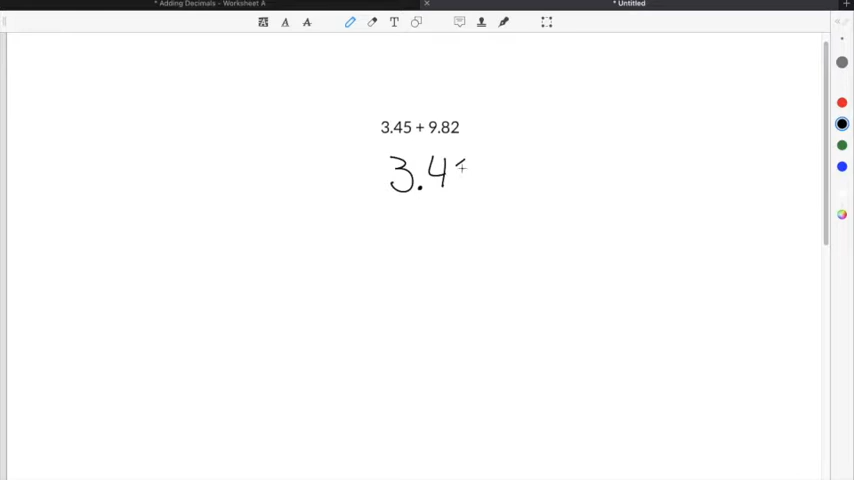 * Adding Decimals - Worksheet A
* Untitled
3.45 + 9.82
3.4